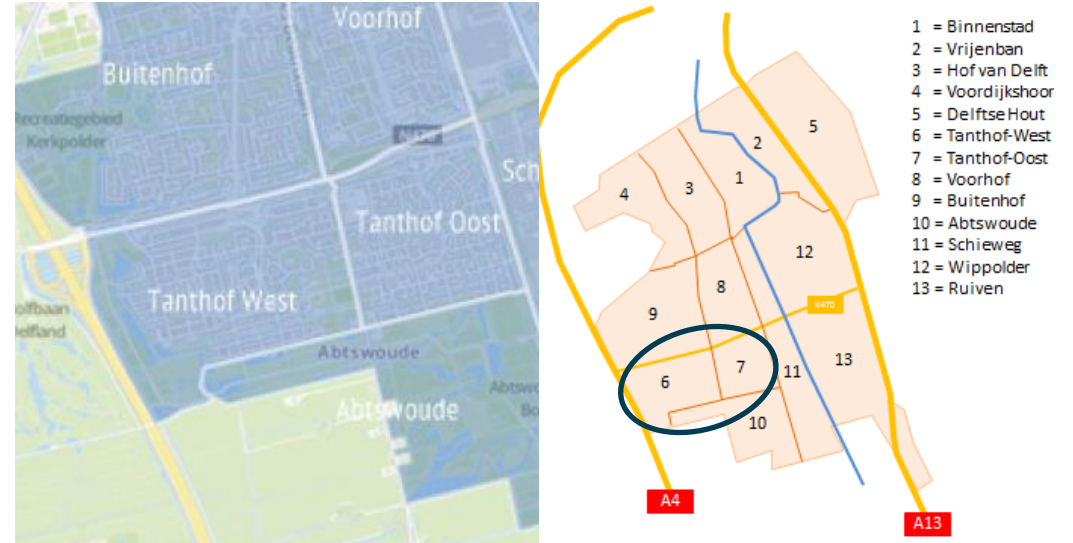 Voorhof
Buitenhof
Recreatiegebied
Kerkpolder
N470
Sch
Tanthof Oost
Tanthof West
olfbaan
elfland
Abtswoude
Abtswo
Abtswoude
Bo
1 = Binnenstad
2 = Vrijenban
3 = Hof van Delft
4 = Voordijkshoor
5 = Delftse Hout
6 = Tanthof-West
7 = Tanthof-Oost
8 = Voorhof
9 = Buitenhof
10 = Abtswoude
11 = Schieweg
12 = Wippolder
13 = Ruiven
5
2
1
3
4
12
8
N470
9
7
13
11
6
10
A4
A13